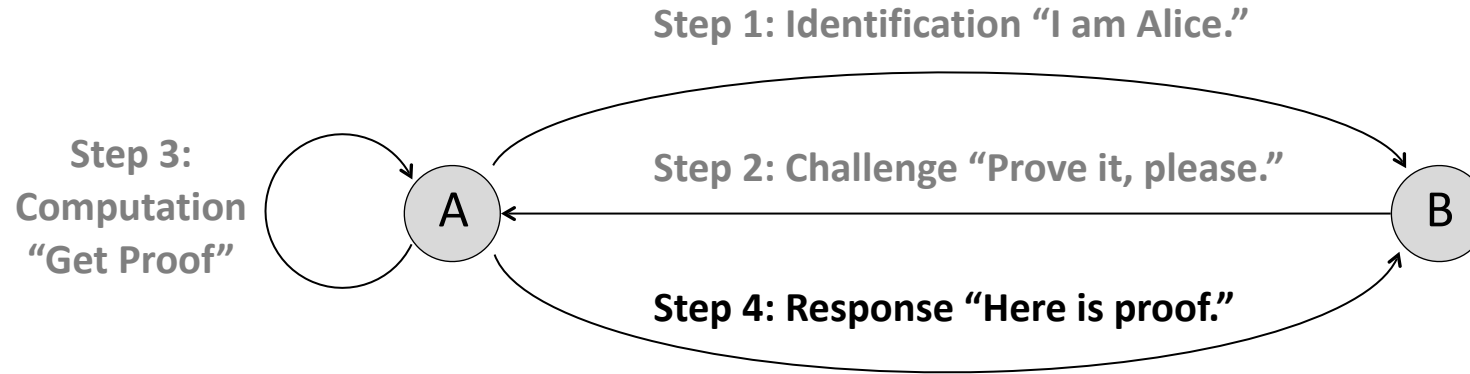 Step 1: Identification “I am Alice.”
Step 3:
Computation
“Get Proof”
A
Step 2: Challenge “Prove it, please.”
B
Step 4: Response “Here is proof.”